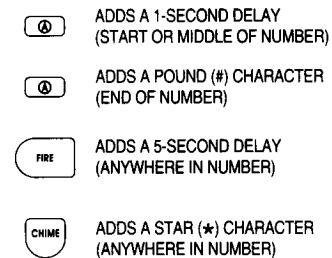 A ADDS A 1-SECOND DELAY
(START OR MIDDLE OF NUMBER)
A ADDS A POUND (#) CHARACTER
(END OF NUMBER)
FIRE ADDS A 5-SECOND DELAY
(ANYWHERE IN NUMBER)
CHIME ADDS A STAR (★) CHARACTER
(ANYWHERE IN NUMBER)